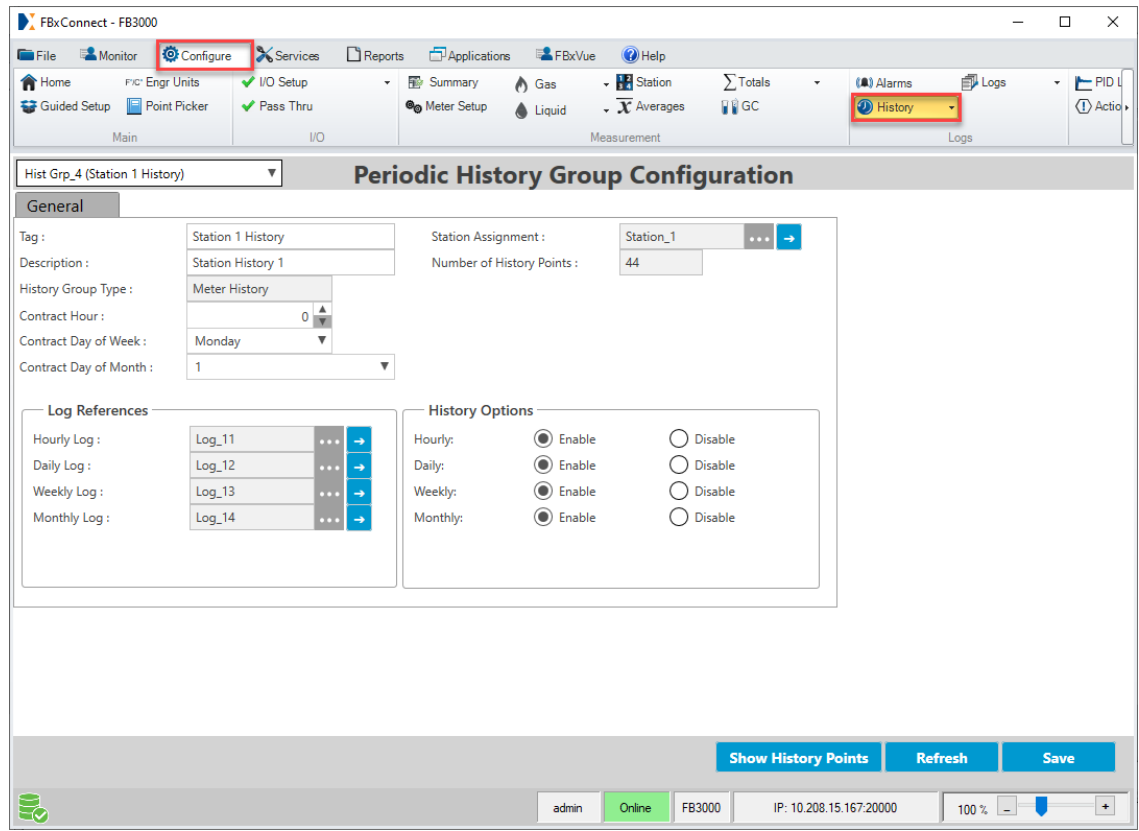 FBxConnect - FB3000
File Monitor Configure Services Reports Applications FBxVue Help
Home Engr Units I/O Setup Summary Gas Station Totals Alarms Logs PID L
Guided Setup Point Picker Pass Thru Meter Setup Liquid Averages GC History Actio
Main I/O Measurement Logs
Hist Grp_4 (Station 1 History) Periodic History Group Configuration
General
Tag : Station 1 History Station Assignment : Station_1 ...
Description : Station History 1 Number of History Points : 44
History Group Type : Meter History
Contract Hour : 0
Contract Day of Week : Monday
Contract Day of Month : 1
Log References History Options
Hourly Log : Log_11 ... Hourly: Enable Disable
Daily Log : Log_12 ... Daily: Enable Disable
Weekly Log : Log_13 ... Weekly: Enable Disable
Monthly Log : Log_14 ... Monthly: Enable Disable
Show History Points Refresh Save
admin Online FB3000 IP: 10.208.15.167:20000 100 % - +